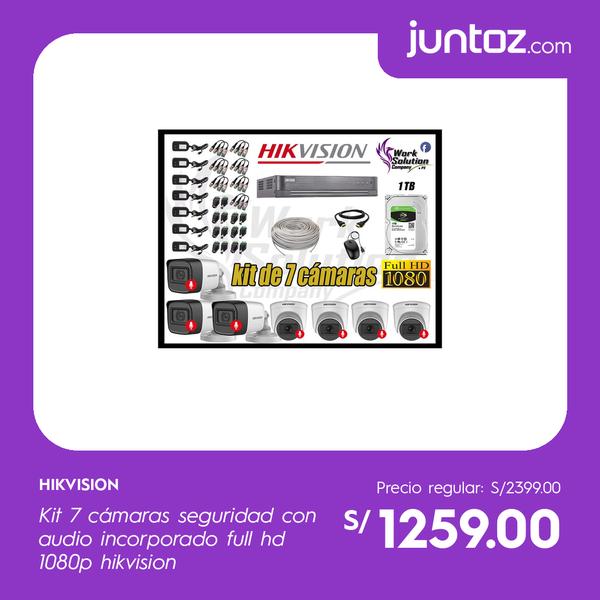 juntoz.com
HIKVISION
Work
Solution
Company
1TB
kit de 7 cámaras
Full HD
1080
HIKVISION
Kit 7 cámaras seguridad con
audio incorporado full hd
1080p hikvision
Precio regular: S/2399.00
S/ 1259.00